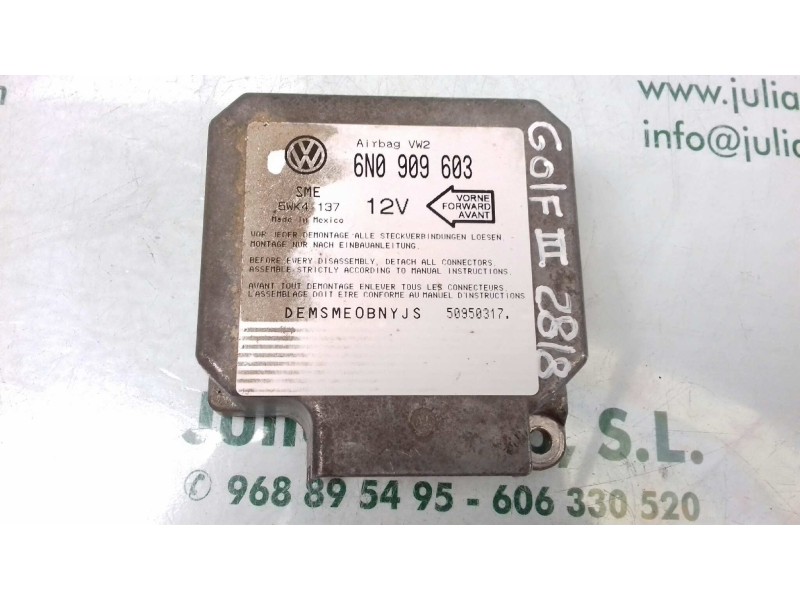 VW
Airbag VW2
6N0 909 603
SME
5WK4 137
Made in Mexico
12V
VORNE
FORWARD
AVANT
VOR JEDER DEMONTAGE ALLE STECKVERBINDUNGEN LOESEN
MONTAGE NUR NACH EINBAUANLEITUNG.
BEFORE EVERY DISASSEMBLY, DETACH ALL CONNECTORS.
ASSEMBLE STRICTLY ACCORDING TO MANUAL INSTRUCTIONS.
AVANT TOUT DEMONTAGE ENLEVER TOUS LES CONNECTEURS.
L'ASSEMBLAGE DOIT ETRE CONFORME AU MANUEL D'INSTRUCTIONS
DEMSMEOBNYJS 50950317.
GOLF III 2818
www.julia
info@julia
m
, S.L.
968 89 54 95 - 606 330 520